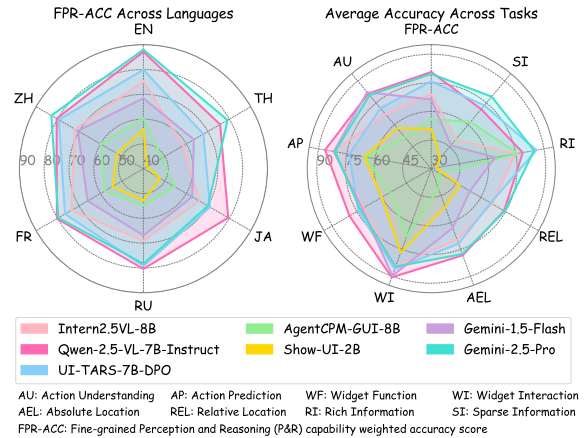 FPR-ACC Across Languages
EN
TH
JA
RU
FR
ZH
90 80 70 60 50 40
Average Accuracy Across Tasks
FPR-ACC
SI
RI
REL
AEL
WI
WF
AP
AU
90 75 60 45 30
Intern2.5VL-8B
Qwen-2.5-VL-7B-Instruct
UI-TARS-7B-DPO
AgentCPM-GUI-8B
Show-UI-2B
Gemini-1.5-Flash
Gemini-2.5-Pro
AU: Action Understanding AP: Action Prediction WF: Widget Function WI: Widget Interaction
AEL: Absolute Location REL: Relative Location RI: Rich Information SI: Sparse Information
FPR-ACC: Fine-grained Perception and Reasoning (P&R) capability weighted accuracy score